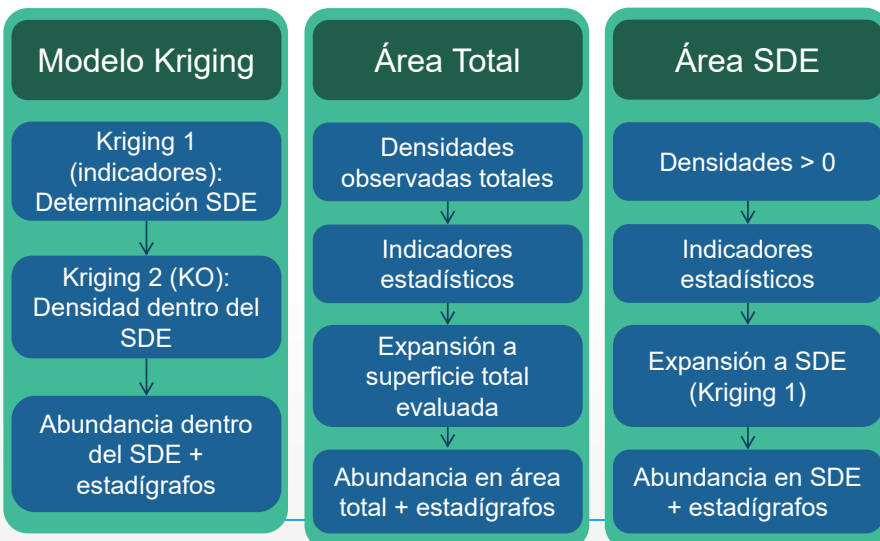 Modelo Kriging
Kriging 1
(indicadores):
Determinación SDE
Kriging 2 (KO):
Densidad dentro del
SDE
Abundancia dentro
del SDE +
estadígrafos
Área Total
Densidades
observadas totales
Indicadores
estadísticos
Expansión a
superficie total
evaluada
Abundancia en área
total + estadígrafos
Área SDE
Densidades > 0
Indicadores
estadísticos
Expansión a SDE
(Kriging 1)
Abundancia en SDE
+ estadígrafos